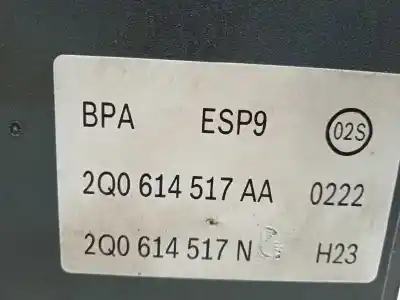 BPA ESP9 02S
2Q0 614 517 AA 0222
2Q0 614 517 N H23